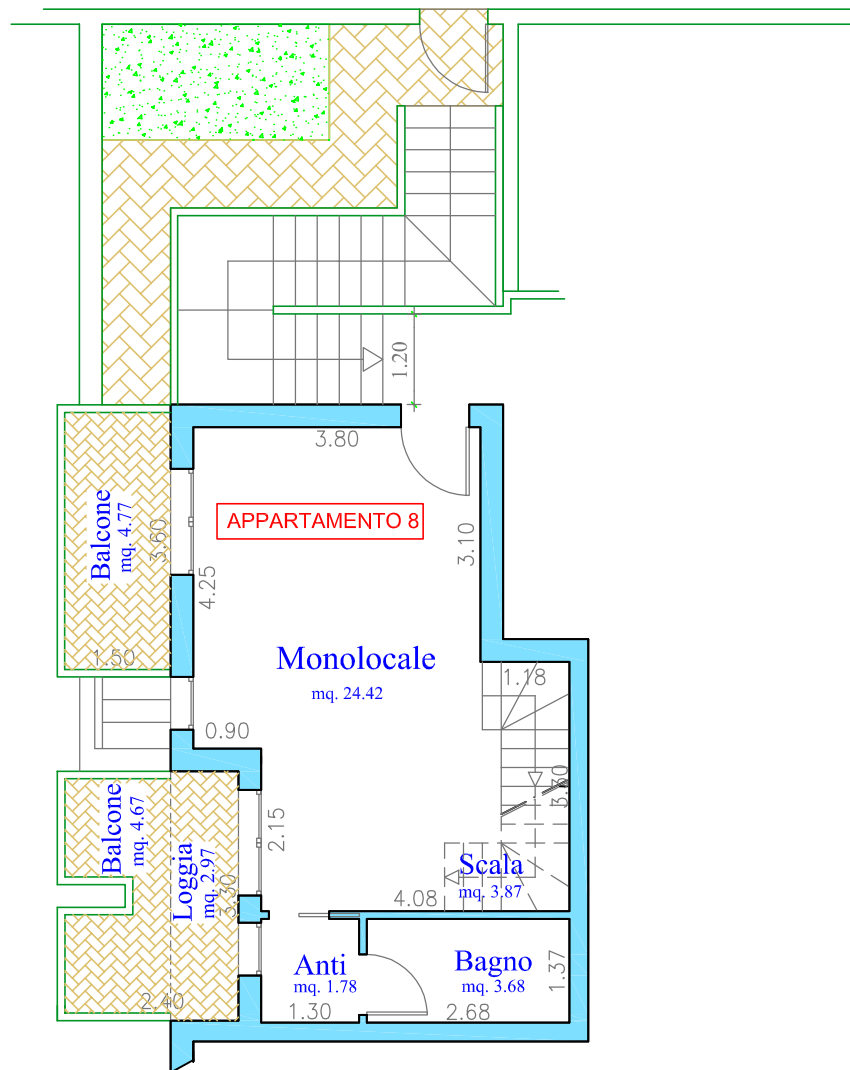 1.20
3.80
APPARTAMENTO 8
Balcone
mq. 4.77
3.60
4.25
3.10
1.50
Monolocale
mq. 24.42
1.18
0.90
3.30
Balcone
mq. 4.67
Loggia
mq. 2.97
3.30
2.15
Scala
mq. 3.87
4.08
Anti
mq. 1.78
Bagno
mq. 3.68
1.37
2.40
1.30
2.68